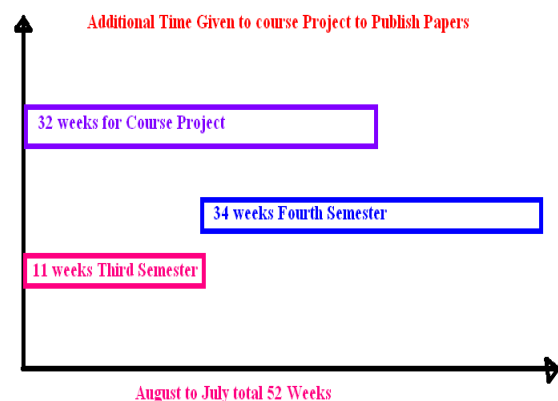 Additional Time Given to course Project to Publish Papers
32 weeks for Course Project
34 weeks Fourth Semester
11 weeks Third Semester
August to July total 52 Weeks